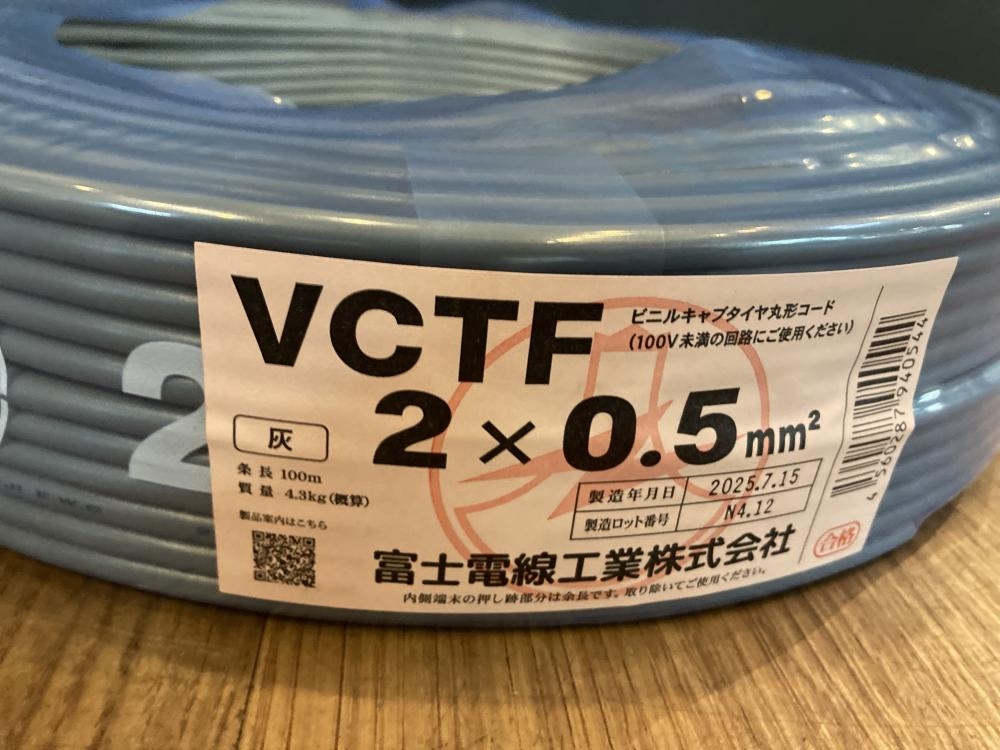 VCTF
ビニルキャブタイヤ丸形コード
(100V未満の回路にご使用ください)
2×0.5mm²
灰
条長 100m
質量 4.3kg(概算)
製品案内はこちら
製造年月日 2025.7.15
製造ロット番号 N4.12
富士電線工業株式会社
内側端末の押し跡部分は余長です。取り除いてご使用ください。
4560287940544
合格
2